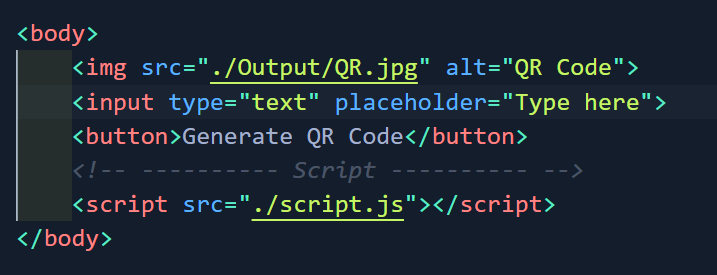 <body>
    <img src="./Output/QR.jpg" alt="QR Code">
    <input type="text" placeholder="Type here">
    <button>Generate QR Code</button>
    <!-- ---------- Script ---------- -->
    <script src="./script.js"></script>
</body>